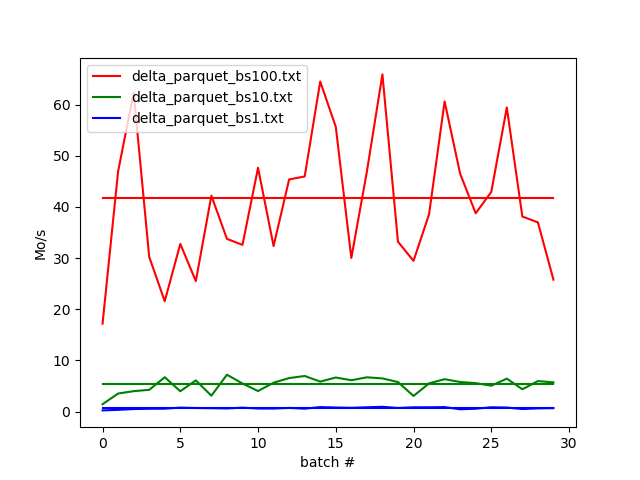 delta_parquet_bs100.txt
delta_parquet_bs10.txt
delta_parquet_bs1.txt
Mo/s
60
50
40
30
20
10
0
0 5 10 15 20 25 30
batch #